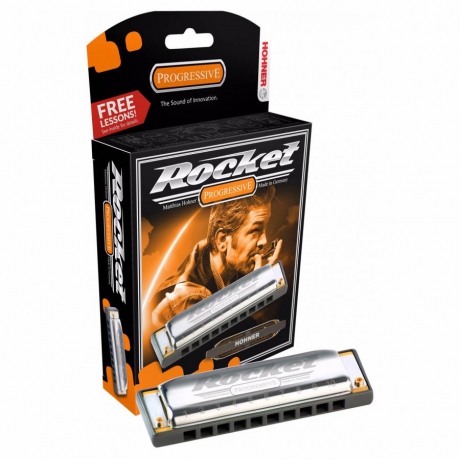 PROGRESSIVE
The Sound of Innovation.
HOHNER
FREE
LESSONS!
See inside for details
Rocket
PROGRESSIVE
Matthias Hohner
Made in Germany
HOHNER
Rocket
Rocket
PROGRESSIVE